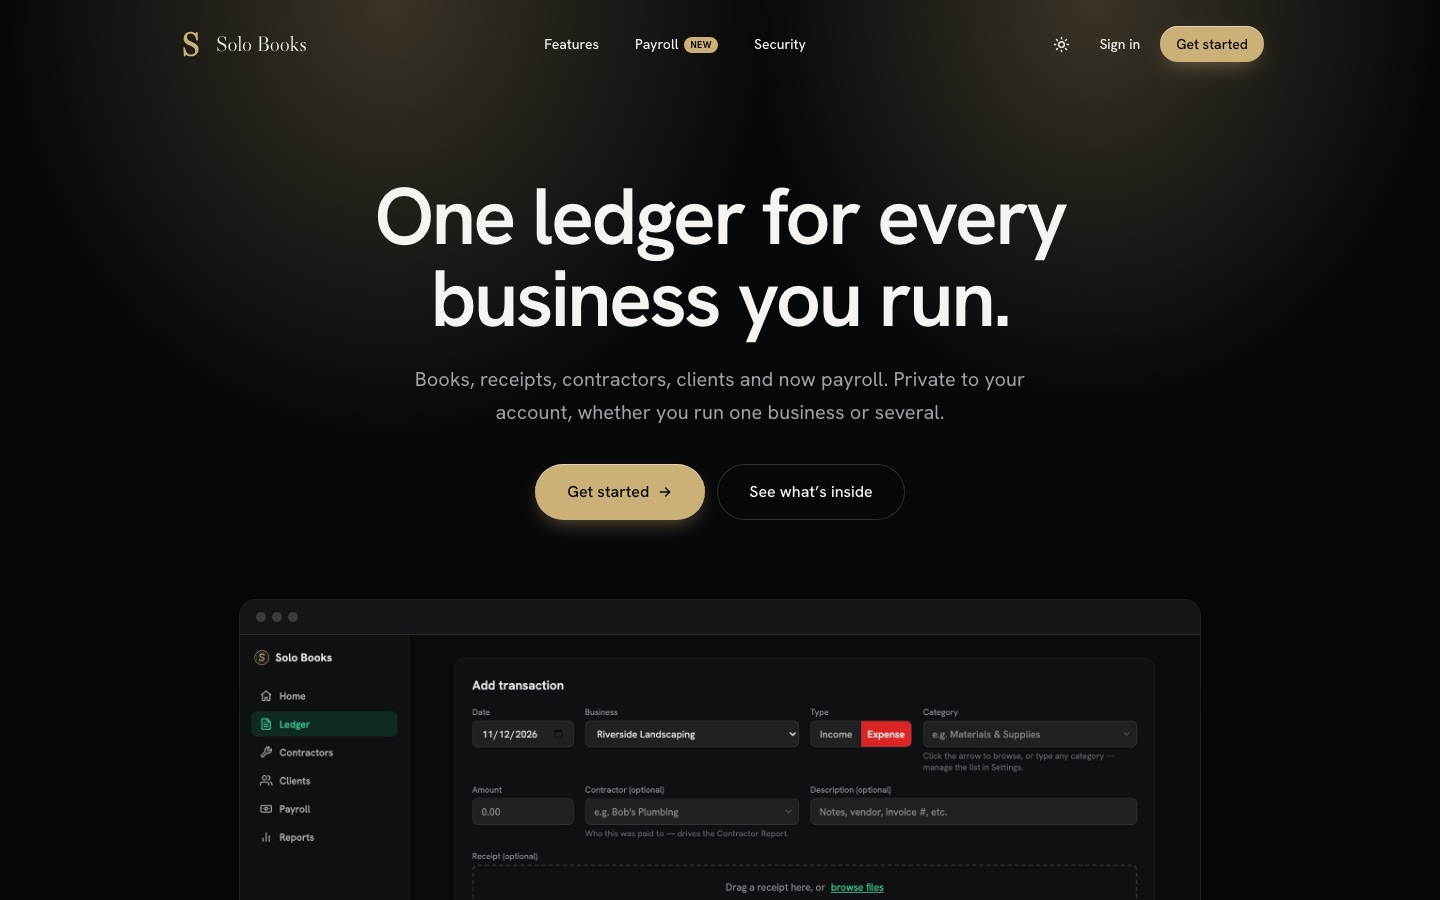 S Solo Books
Features
Payroll NEW
Security
Sign in
Get started
One ledger for every
business you run.
Books, receipts, contractors, clients and now payroll. Private to your
account, whether you run one business or several.
Get started →
See what’s inside
S Solo Books
Home
Ledger
Contractors
Clients
Payroll
Reports
Add transaction
Date
Business
Type
Category
11/12/2026
Riverside Landscaping
Income
Expense
e.g. Materials & Supplies
Click the arrow to browse, or type any category —
manage the list in Settings.
Amount
Contractor (optional)
Description (optional)
0.00
e.g. Bob's Plumbing
Notes, vendor, invoice #, etc.
Who this was paid to — drives the Contractor Report.
Receipt (optional)
Drag a receipt here, or browse files